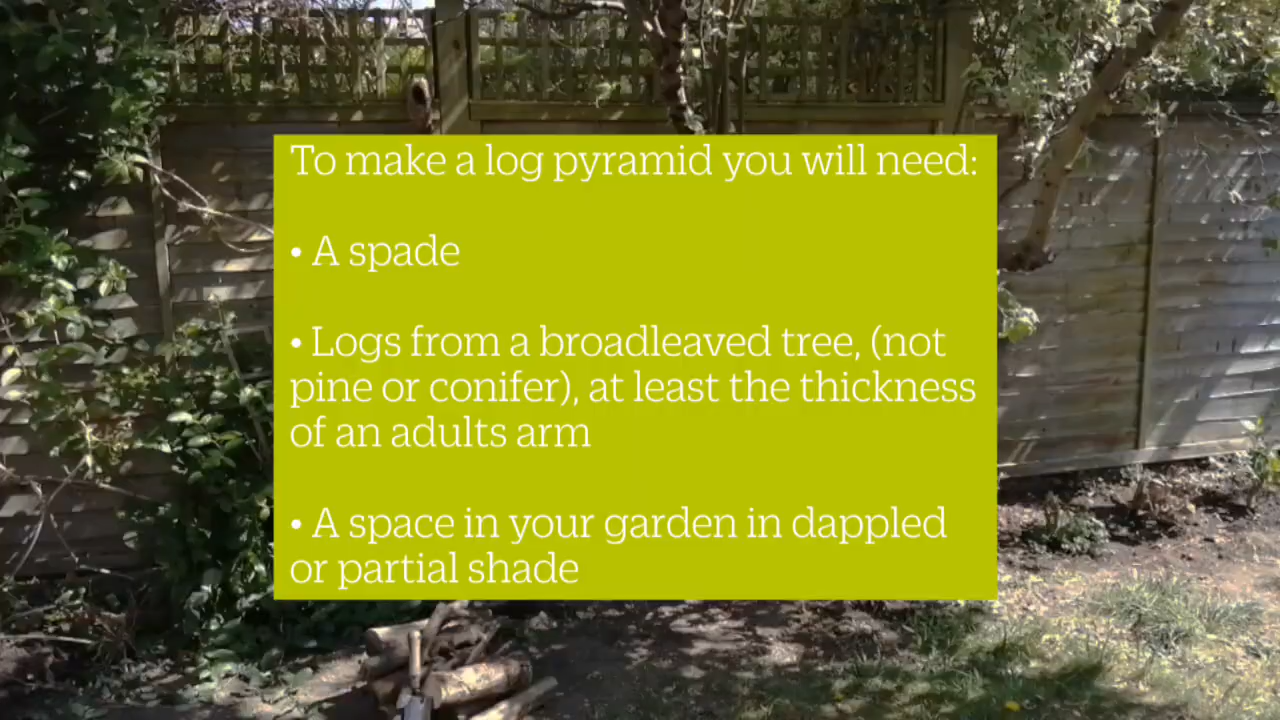 To make a log pyramid you will need:
• A spade
• Logs from a broadleaved tree, (not
pine or conifer), at least the thickness
of an adults arm
• A space in your garden in dappled
or partial shade